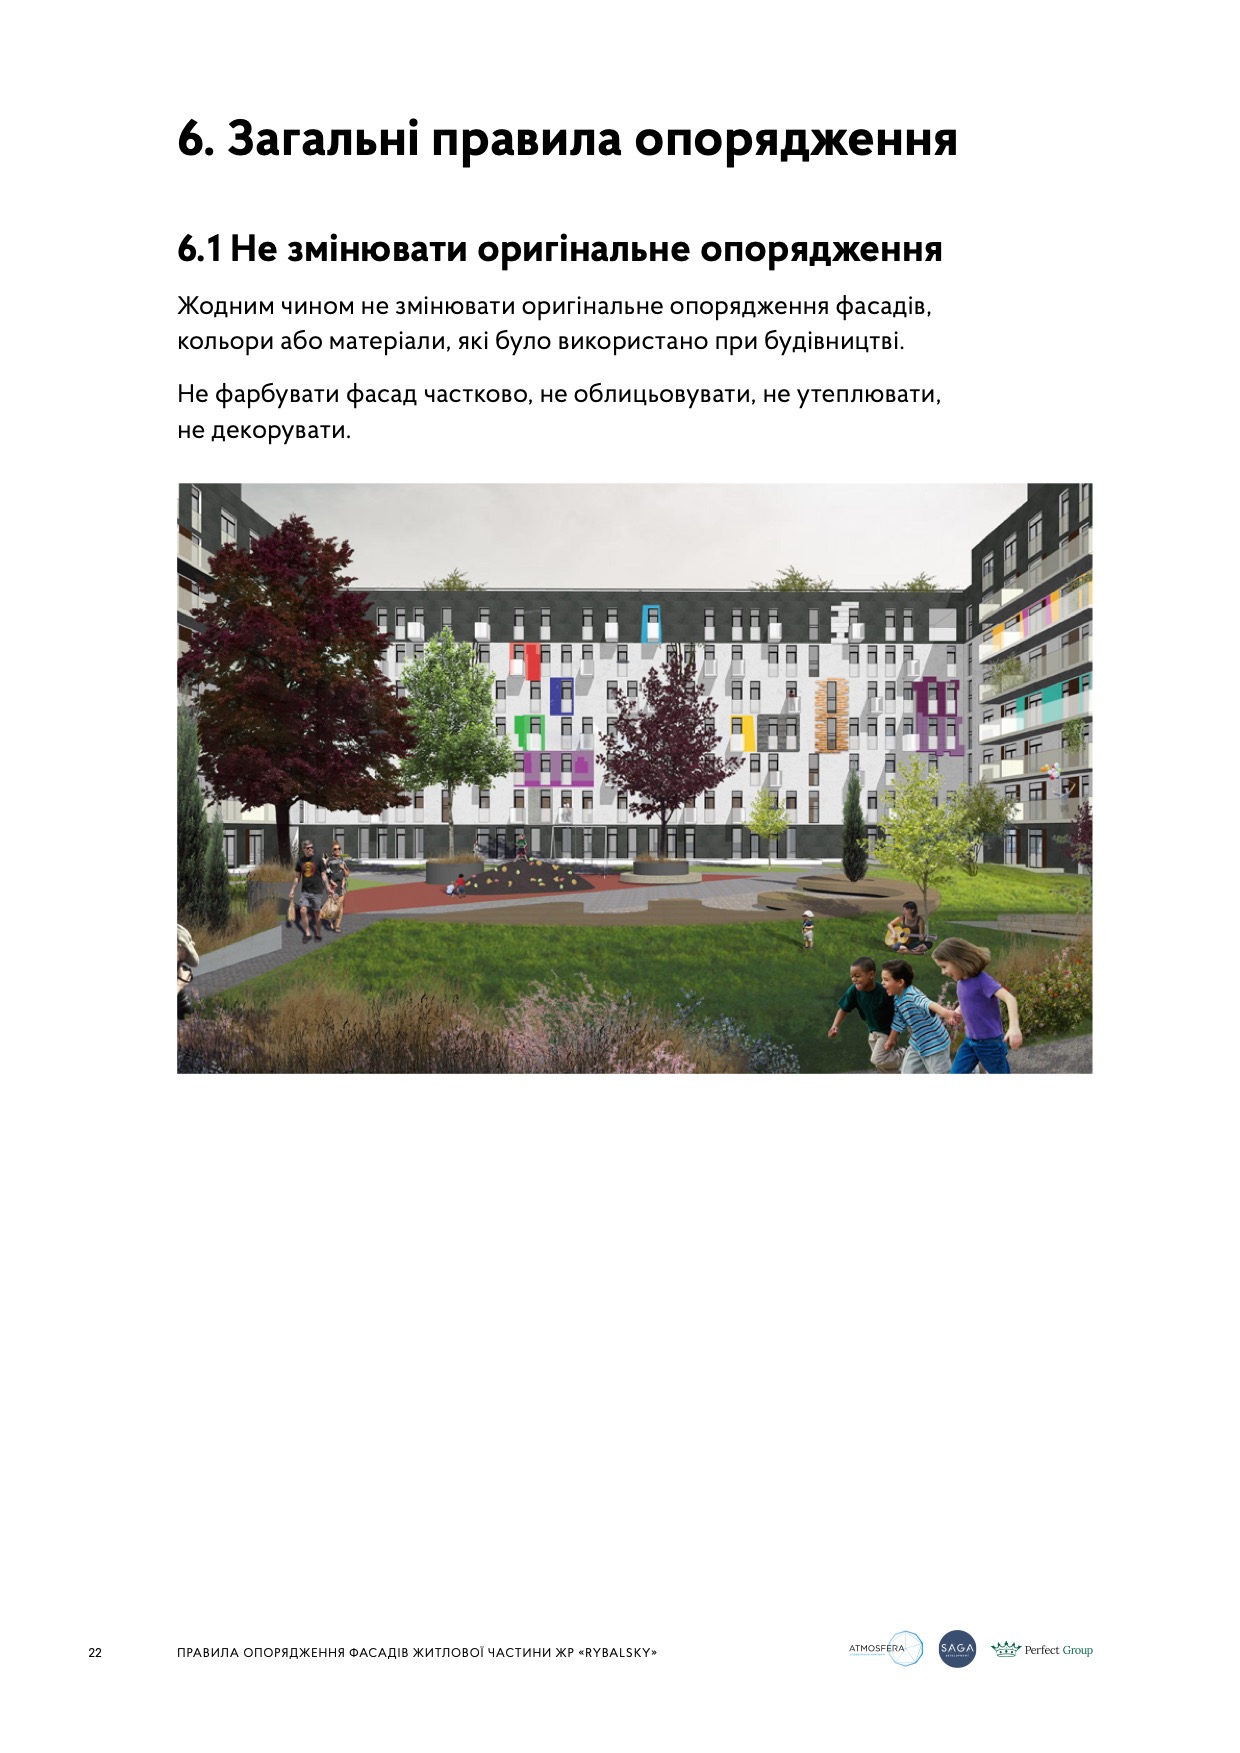 6. Загальні правила опорядження
6.1 Не змінювати оригінальне опорядження
Жодним чином не змінювати оригінальне опорядження фасадів,
кольори або матеріали, які було використано при будівництві.
Не фарбувати фасад частково, не облицьовувати, не утеплювати,
не декорувати.
22
ПРАВИЛА ОПОРЯДЖЕННЯ ФАСАДІВ ЖИТЛОВОЇ ЧАСТИНИ ЖР «RYBALSKY»
ATMOSFERA
SAGA
DEVELOPMENT
Perfect Group